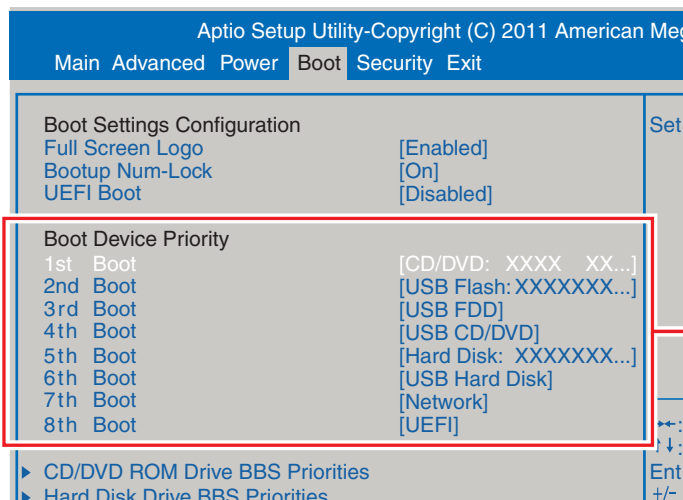 Aptio Setup Utility-Copyright (C) 2011 American
Main Advanced Power Boot Security Exit
Boot Settings Configuration
Full Screen Logo [Enabled]
Bootup Num-Lock [On]
UEFI Boot [Disabled]
Set
Boot Device Priority
1st Boot [CD/DVD: XXXX XX...]
2nd Boot [USB Flash: XXXXXXX...]
3rd Boot [USB FDD]
4th Boot [USB CD/DVD]
5th Boot [Hard Disk: XXXXXXX...]
6th Boot [USB Hard Disk]
7th Boot [Network]
8th Boot [UEFI]
→←:
↑↓:
CD/DVD ROM Drive BBS Priorities
Ent
Hard Disk Drive BBS Priorities
+/-